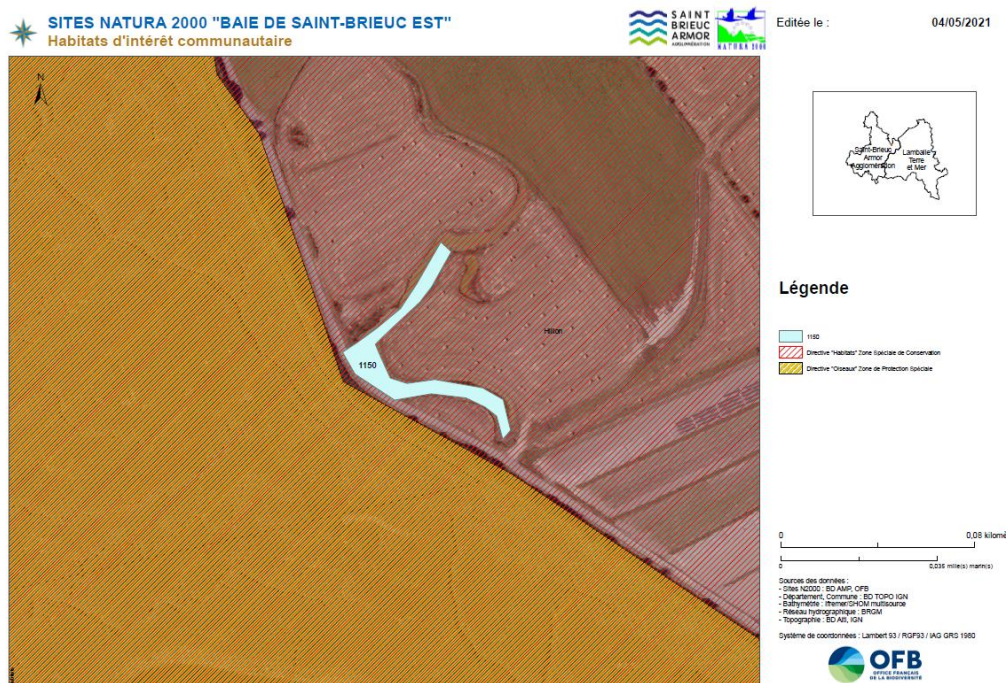 SITES NATURA 2000 "BAIE DE SAINT-BRIEUC EST"
Habitats d'intérêt communautaire
SAINT
BRIEUC
ARMOR
AGGLOMÉRATION
NATURA 2000
Editée le :
04/05/2021
N
Saint-Brieuc
Armor
Agglomération
Lamballe
Terre
et Mer
Hillion
1150
Légende
1150
Directive "Habitats" Zone Spéciale de Conservation
Directive "Oiseaux" Zone de Protection Spéciale
0
0,08 kilomè
0
0,035 mille(s) marin(s)
Sources des données :
- Sites N2000 : BD AMP, OFB
- Département, Commune : BD TOPO IGN
- Bathymétrie : Ifremer/SHOM multisource
- Réseau hydrographique : BRGM
- Topographie : BD Alti, IGN
Système de coordonnées : Lambert 93 / RGF93 / IAG GRS 1980
OFB
OFFICE FRANÇAIS
DE LA BIODIVERSITÉ